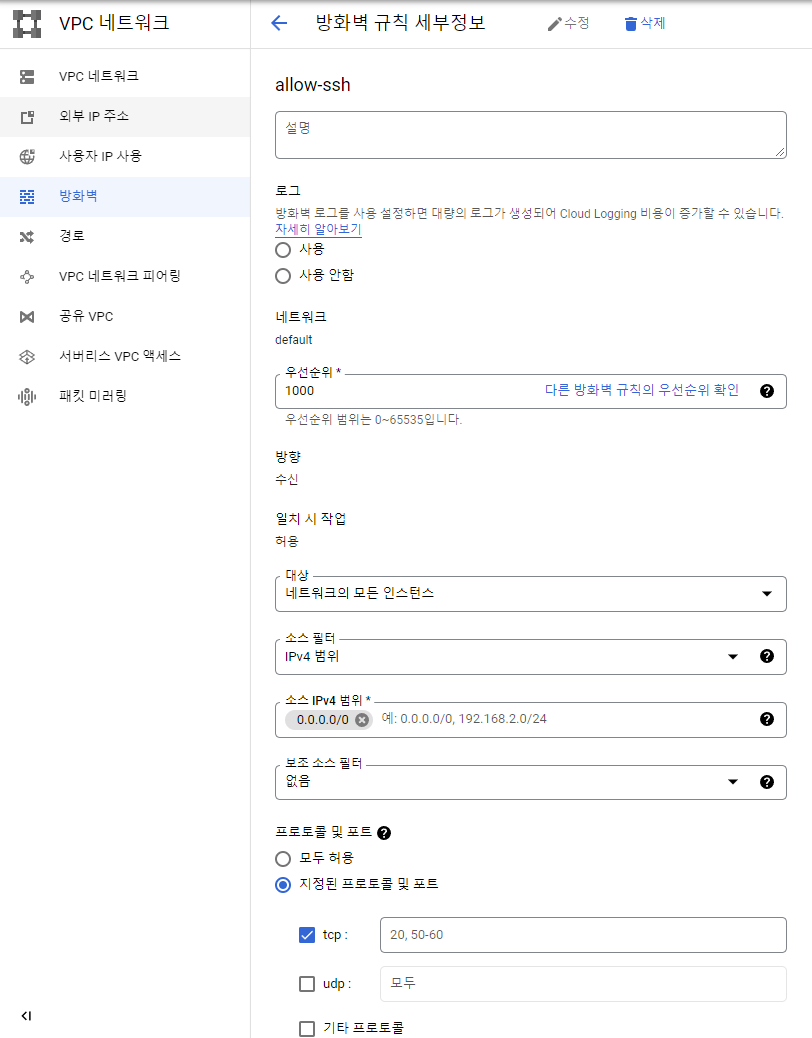 VPC 네트워크
방화벽 규칙 세부정보
수정
삭제
VPC 네트워크
외부 IP 주소
사용자 IP 사용
방화벽
경로
VPC 네트워크 피어링
공유 VPC
서버리스 VPC 액세스
패킷 미러링
allow-ssh
설명
로그
방화벽 로그를 사용 설정하면 대량의 로그가 생성되어 Cloud Logging 비용이 증가할 수 있습니다.
자세히 알아보기
사용
사용 안함
네트워크
default
우선순위 *
1000 다른 방화벽 규칙의 우선순위 확인
우선순위 범위는 0~65535입니다.
방향
수신
일치 시 작업
허용
대상
네트워크의 모든 인스턴스
소스 필터
IPv4 범위
소스 IPv4 범위 *
0.0.0.0/0 예: 0.0.0.0/0, 192.168.2.0/24
보조 소스 필터
없음
프로토콜 및 포트
모두 허용
지정된 프로토콜 및 포트
tcp : 20, 50-60
udp : 모두
기타 프로토콜